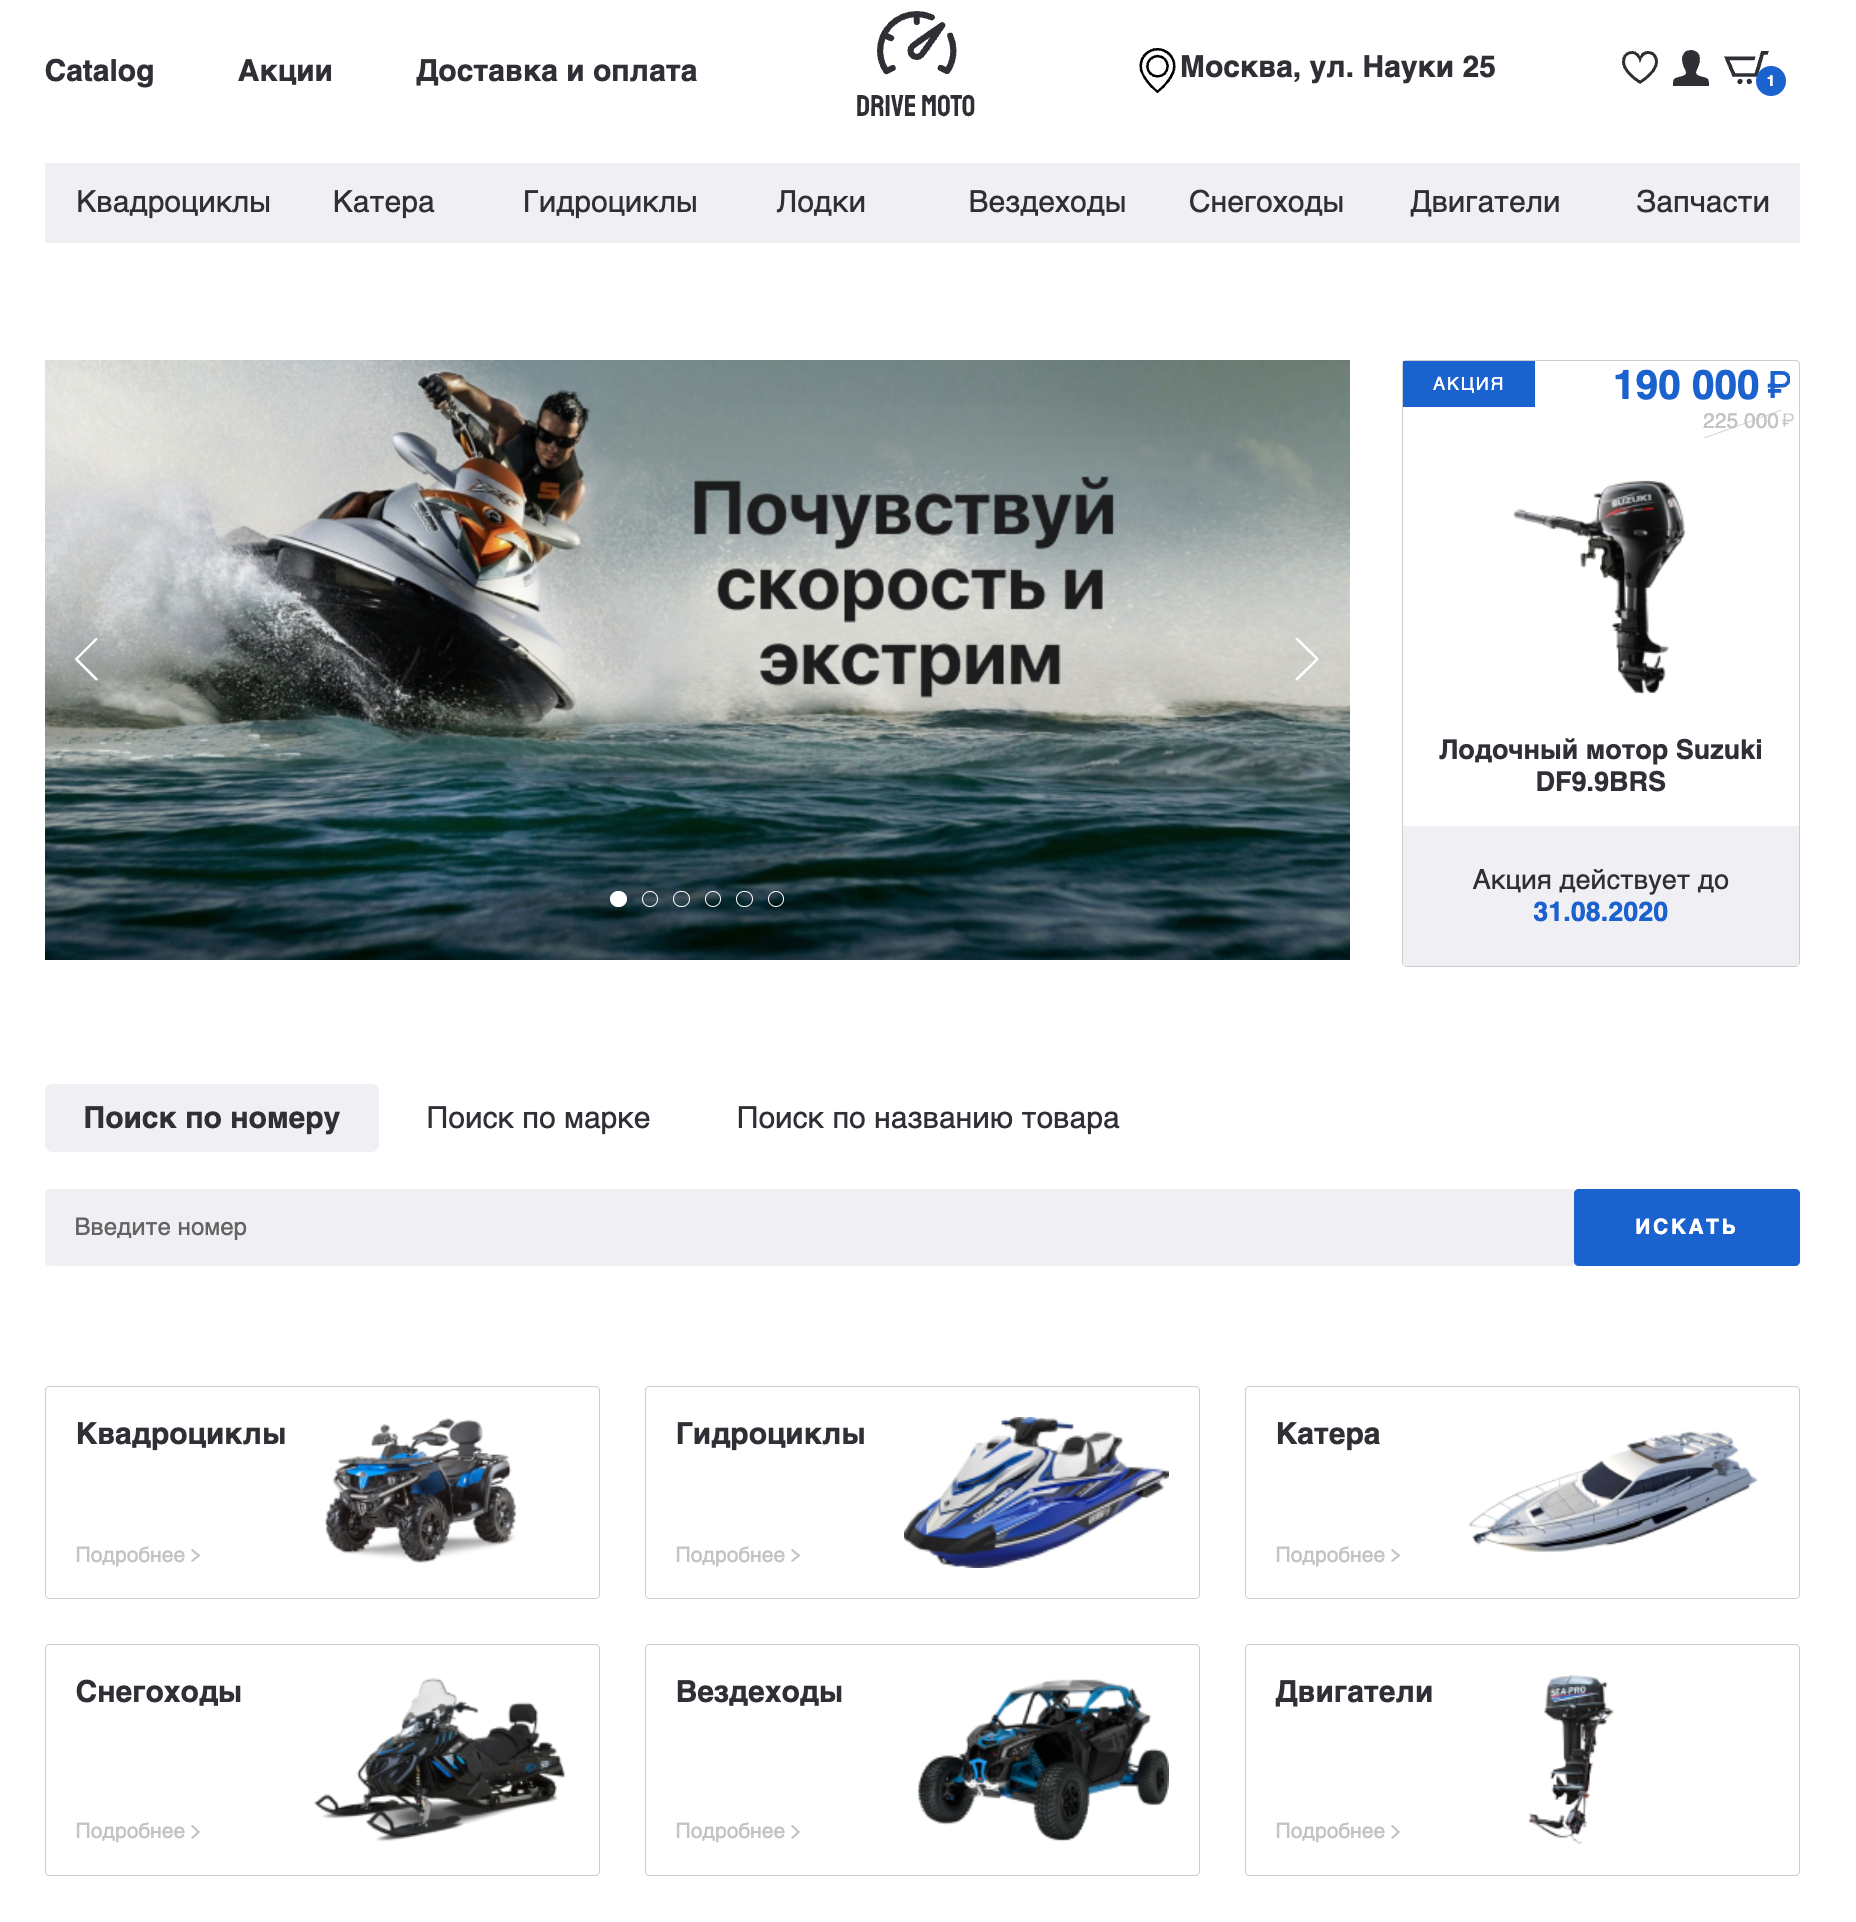 Catalog
Акции
Доставка и оплата
DRIVE MOTO
Москва, ул. Науки 25
1
Квадроциклы
Катера
Гидроциклы
Лодки
Вездеходы
Снегоходы
Двигатели
Запчасти
Почувствуй
скорость и
экстрим
АКЦИЯ
190 000 ₽
225 000 ₽
SUZUKI
Лодочный мотор Suzuki
DF9.9BRS
Акция действует до
31.08.2020
Поиск по номеру
Поиск по марке
Поиск по названию товара
Введите номер
ИСКАТЬ
Квадроциклы
Подробнее >
Гидроциклы
Подробнее >
Катера
Подробнее >
Снегоходы
Подробнее >
Вездеходы
Подробнее >
Двигатели
SEA-PRO
Подробнее >